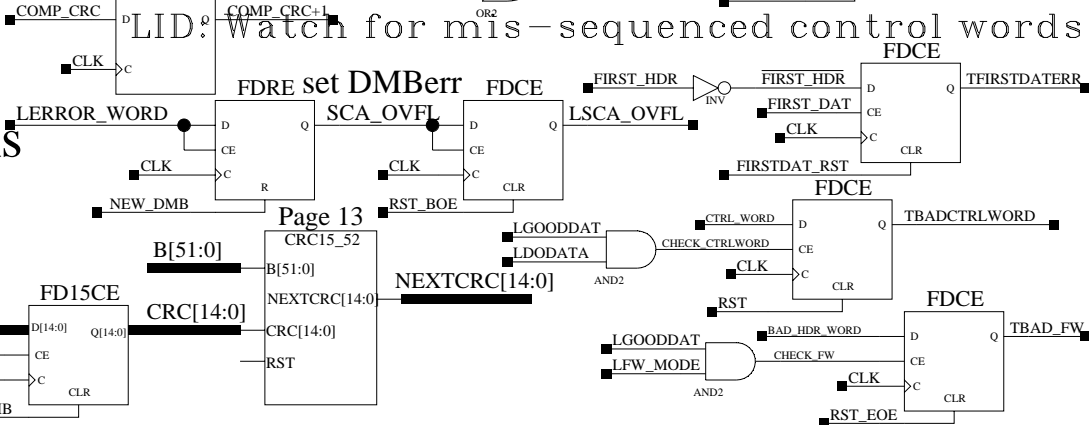 COMP_CRC
D
Q
COMP_CRC+1
OR2
LID: Watch for mis-sequenced control words
CLK
C
FDRE
set DMBerr
FDCE
LERROR_WORD
D
Q
SCA_OVFL
D
Q
LSCA_OVFL
CE
CE
CLK
C
CLK
C
R
CLR
NEW_DMB
RST_BOE
FDCE
FIRST_HDR
INV
FIRST_HDR
D
Q
TFIRSTDATERR
FIRST_DAT
CE
CLK
C
CLR
FIRSTDAT_RST
Page 13
CRC15_52
B[51:0]
B[51:0]
NEXTCRC[14:0]
NEXTCRC[14:0]
CRC[14:0]
CRC[14:0]
RST
FD15CE
D[14:0]
Q[14:0]
CE
C
CLR
FDCE
LGOODDAT
LDODATA
AND2
CTRL_WORD
D
Q
TBADCTRLWORD
CHECK_CTRLWORD
CE
CLK
C
CLR
RST
FDCE
LGOODDAT
LFW_MODE
AND2
BAD_HDR_WORD
D
Q
TBAD_FW
CHECK_FW
CE
CLK
C
CLR
RST_EOE